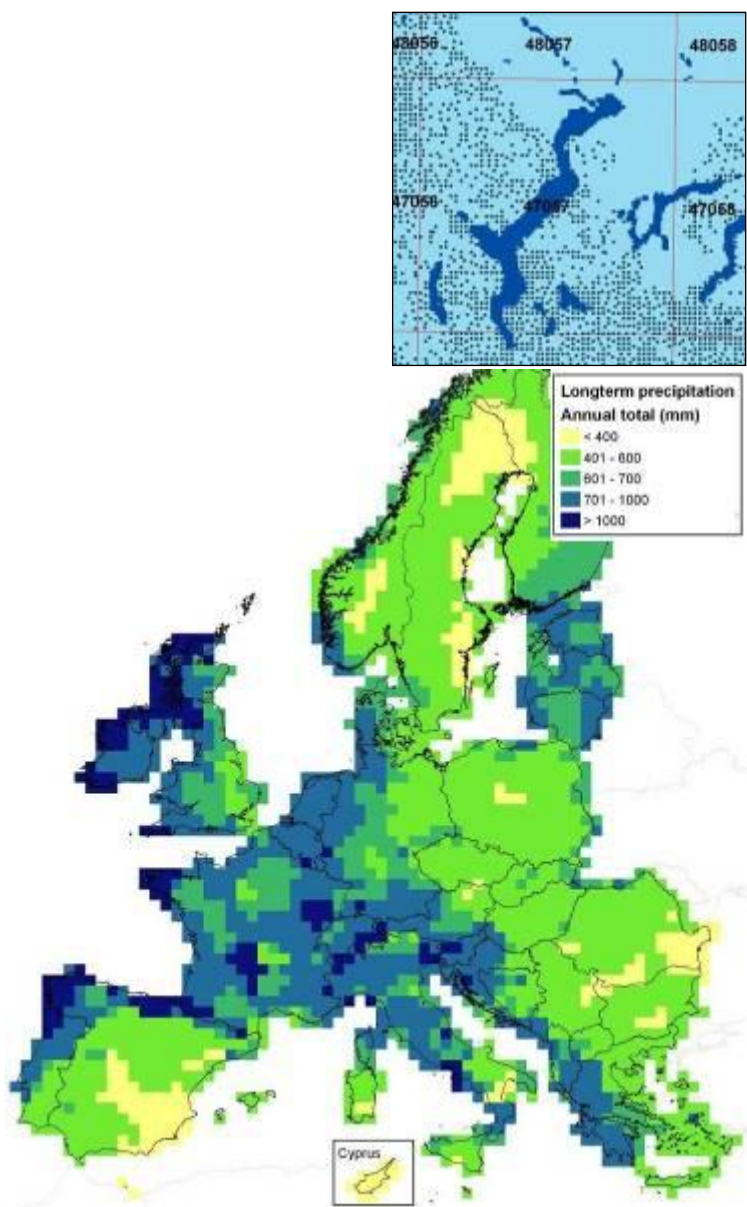 48056 48057 48058
47056 47057 47058
Longterm precipitation
Annual total (mm)
< 400
401 - 600
601 - 700
701 - 1000
> 1000
Cyprus